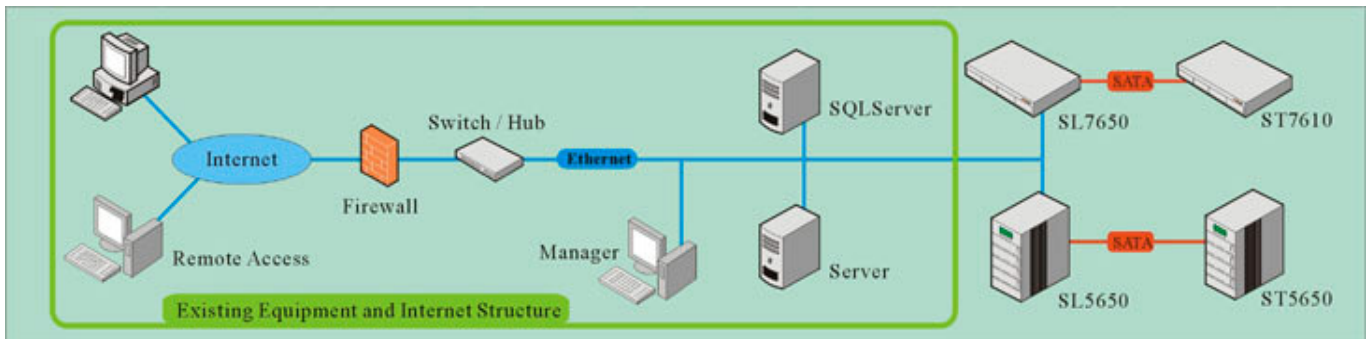 SATA
SQLServer
SL7650
ST7610
Switch / Hub
Internet
Ethernet
Firewall
Remote Access
Manager
Server
SATA
SL5650
ST5650
Existing Equipment and Internet Structure